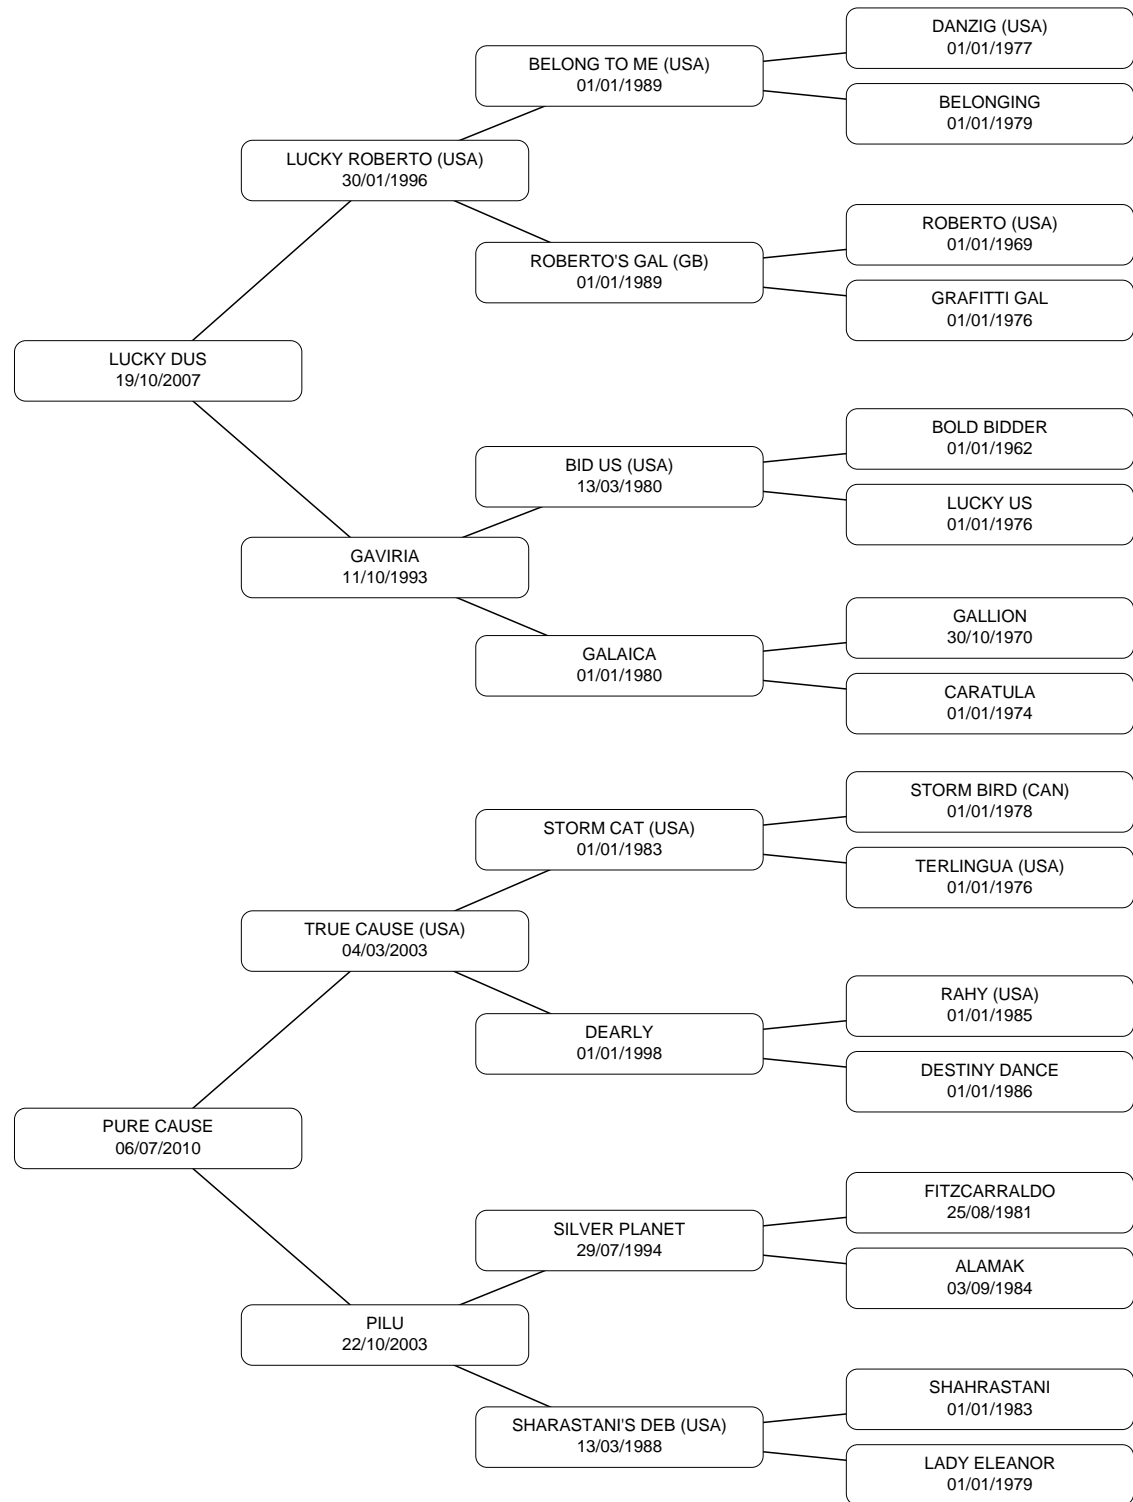 DANZIG (USA)
01/01/1977
BELONG TO ME (USA)
01/01/1989
BELONGING
01/01/1979
LUCKY ROBERTO (USA)
30/01/1996
ROBERTO (USA)
01/01/1969
ROBERTO'S GAL (GB)
01/01/1989
GRAFITTI GAL
01/01/1976
LUCKY DUS
19/10/2007
BOLD BIDDER
01/01/1962
BID US (USA)
13/03/1980
LUCKY US
01/01/1976
GAVIRIA
11/10/1993
GALLION
30/10/1970
GALAICA
01/01/1980
CARATULA
01/01/1974
STORM BIRD (CAN)
01/01/1978
STORM CAT (USA)
01/01/1983
TERLINGUA (USA)
01/01/1976
TRUE CAUSE (USA)
04/03/2003
RAHY (USA)
01/01/1985
DEARLY
01/01/1998
DESTINY DANCE
01/01/1986
PURE CAUSE
06/07/2010
FITZCARRALDO
25/08/1981
SILVER PLANET
29/07/1994
ALAMAK
03/09/1984
PILU
22/10/2003
SHAHRASTANI
01/01/1983
SHARASTANI'S DEB (USA)
13/03/1988
LADY ELEANOR
01/01/1979